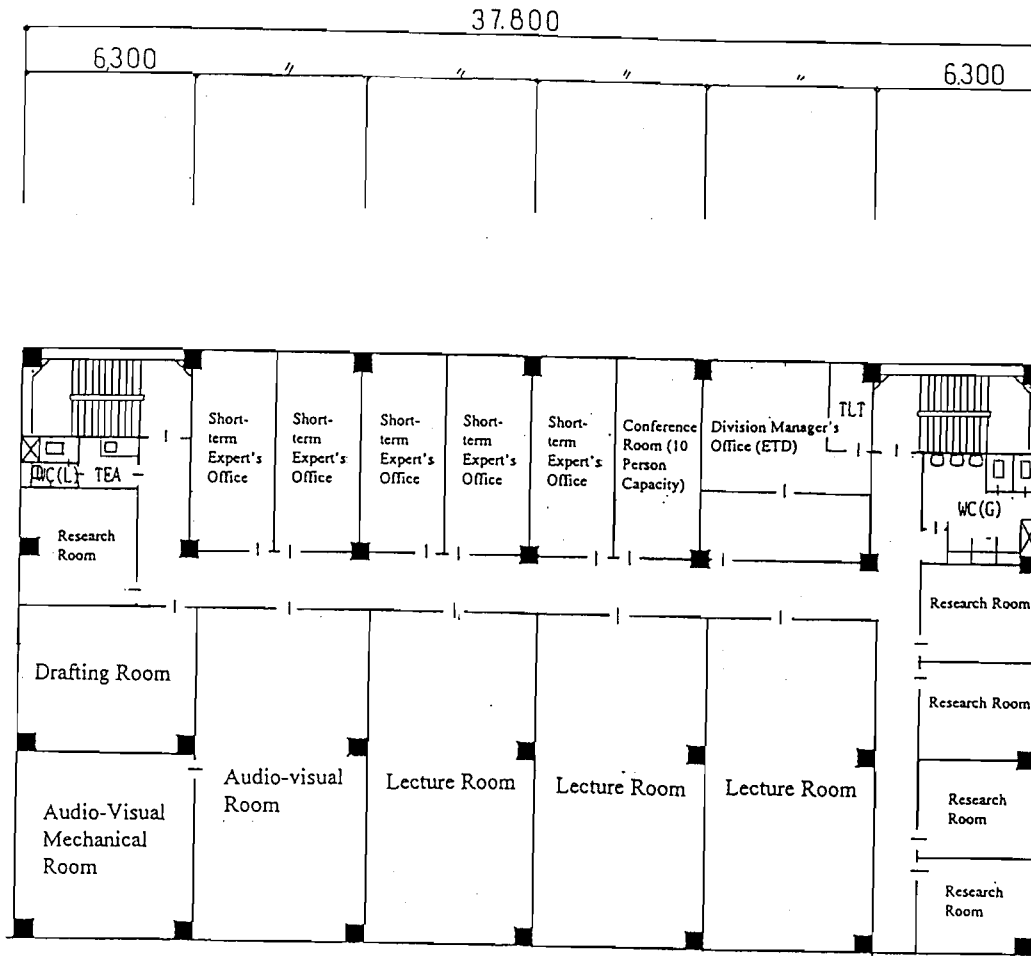 37.800
6,300 〃 〃 〃 〃 6.300
Short-
term
Expert's
Office
Short-
term
Expert's
Office
Short-
term
Expert's
Office
Short-
term
Expert's
Office
Short-
term
Expert's
Office
Conference
Room (10
Person
Capacity)
Division Manager's
Office (ETD)
TLT
WC(L)
TEA
WC(G)
Research
Room
Research Room
Drafting Room
Research Room
Audio-visual
Room
Lecture Room
Lecture Room
Lecture Room
Audio-Visual
Mechanical
Room
Research
Room
Research
Room